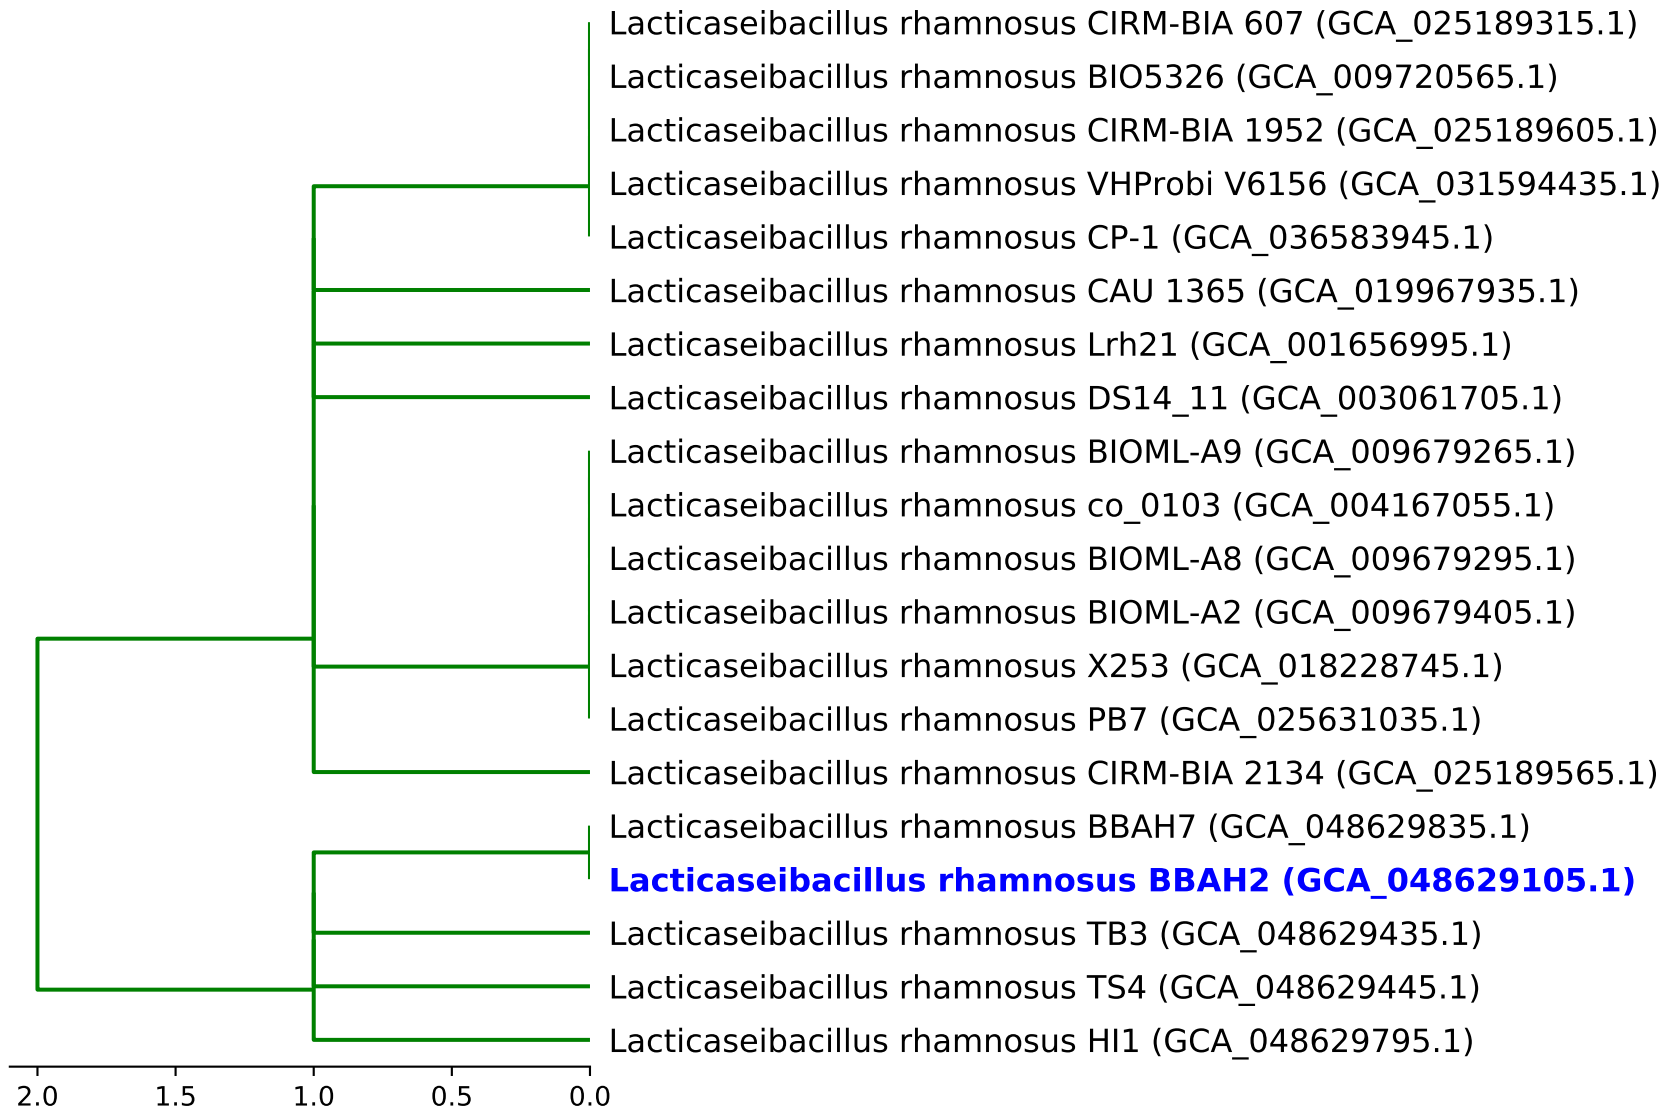 Lacticaseibacillus rhamnosus CIRM-BIA 607 (GCA_025189315.1)
Lacticaseibacillus rhamnosus BIO5326 (GCA_009720565.1)
Lacticaseibacillus rhamnosus CIRM-BIA 1952 (GCA_025189605.1)
Lacticaseibacillus rhamnosus VHProbi V6156 (GCA_031594435.1)
Lacticaseibacillus rhamnosus CP-1 (GCA_036583945.1)
Lacticaseibacillus rhamnosus CAU 1365 (GCA_019967935.1)
Lacticaseibacillus rhamnosus Lrh21 (GCA_001656995.1)
Lacticaseibacillus rhamnosus DS14_11 (GCA_003061705.1)
Lacticaseibacillus rhamnosus BIOML-A9 (GCA_009679265.1)
Lacticaseibacillus rhamnosus co_0103 (GCA_004167055.1)
Lacticaseibacillus rhamnosus BIOML-A8 (GCA_009679295.1)
Lacticaseibacillus rhamnosus BIOML-A2 (GCA_009679405.1)
Lacticaseibacillus rhamnosus X253 (GCA_018228745.1)
Lacticaseibacillus rhamnosus PB7 (GCA_025631035.1)
Lacticaseibacillus rhamnosus CIRM-BIA 2134 (GCA_025189565.1)
Lacticaseibacillus rhamnosus BBAH7 (GCA_048629835.1)
Lacticaseibacillus rhamnosus BBAH2 (GCA_048629105.1)
Lacticaseibacillus rhamnosus TB3 (GCA_048629435.1)
Lacticaseibacillus rhamnosus TS4 (GCA_048629445.1)
Lacticaseibacillus rhamnosus HI1 (GCA_048629795.1)
2.0 1.5 1.0 0.5 0.0